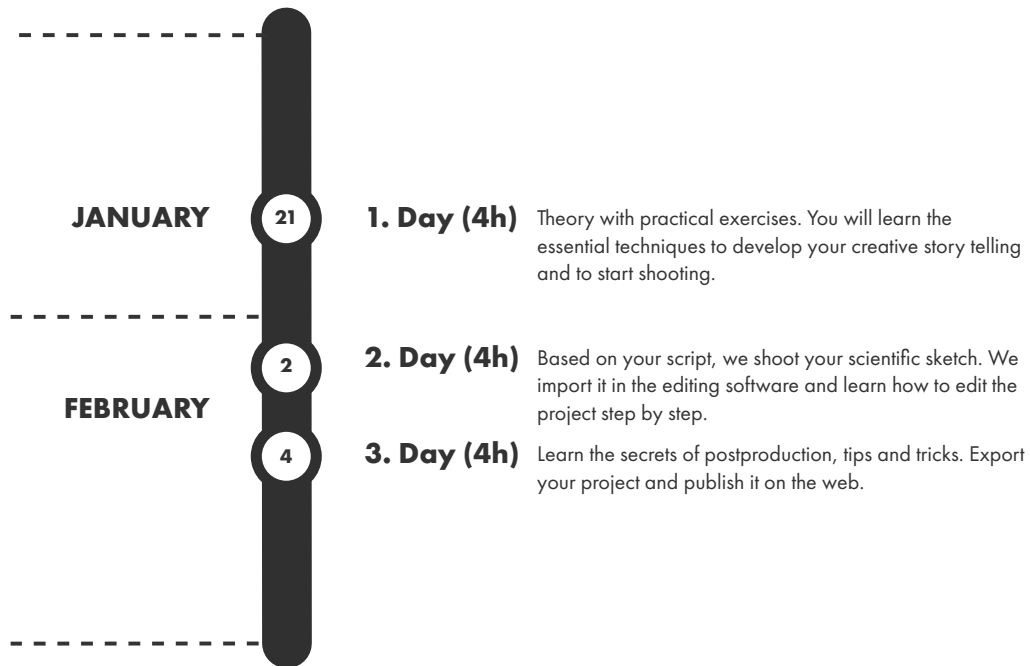 JANUARY
21
1. Day (4h)
Theory with practical exercises. You will learn the
essential techniques to develop your creative story telling
and to start shooting.
2
2. Day (4h)
Based on your script, we shoot your scientific sketch. We
import it in the editing software and learn how to edit the
project step by step.
FEBRUARY
4
3. Day (4h)
Learn the secrets of postproduction, tips and tricks. Export
your project and publish it on the web.